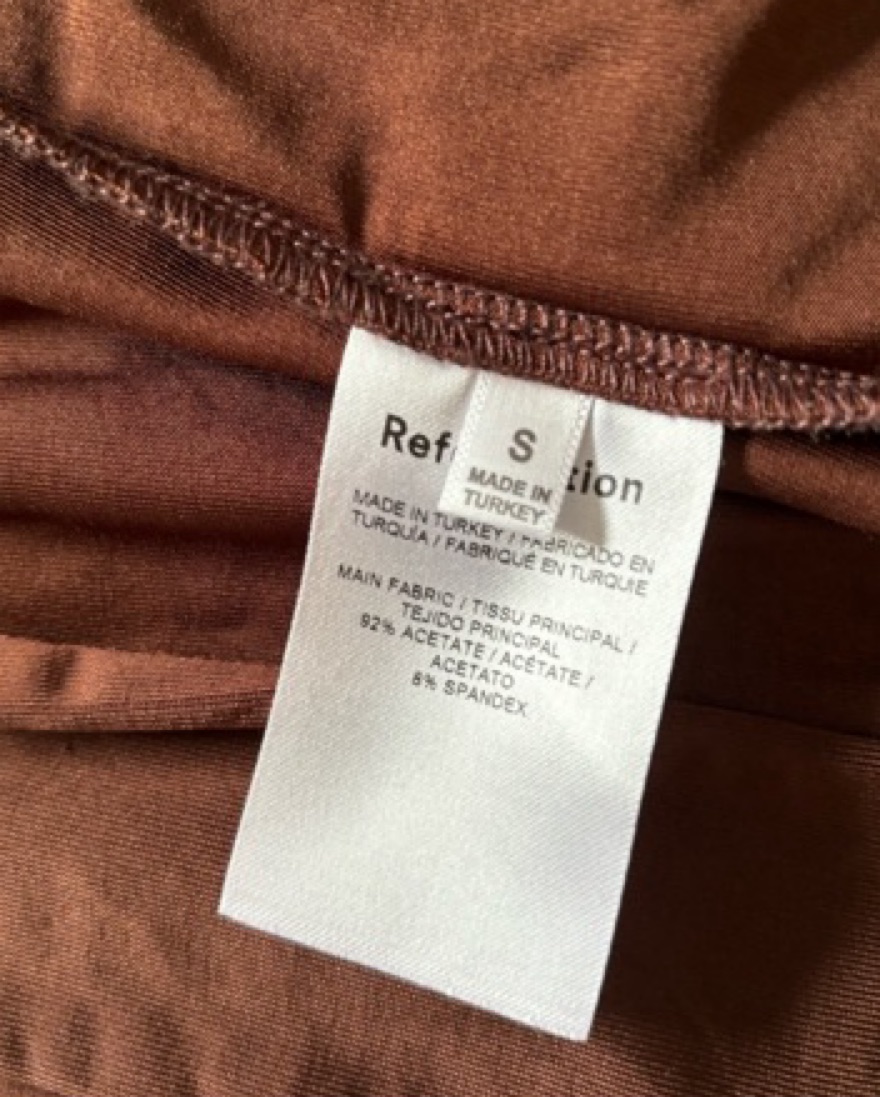 Ref tion
S
MADE IN
TURKEY
MADE IN TURKEY / FABRICADO EN
TURQUÍA / FABRIQUÉ EN TURQUIE
MAIN FABRIC / TISSU PRINCIPAL /
TEJIDO PRINCIPAL
92% ACETATE / ACÉTATE /
ACETATO
8% SPANDEX